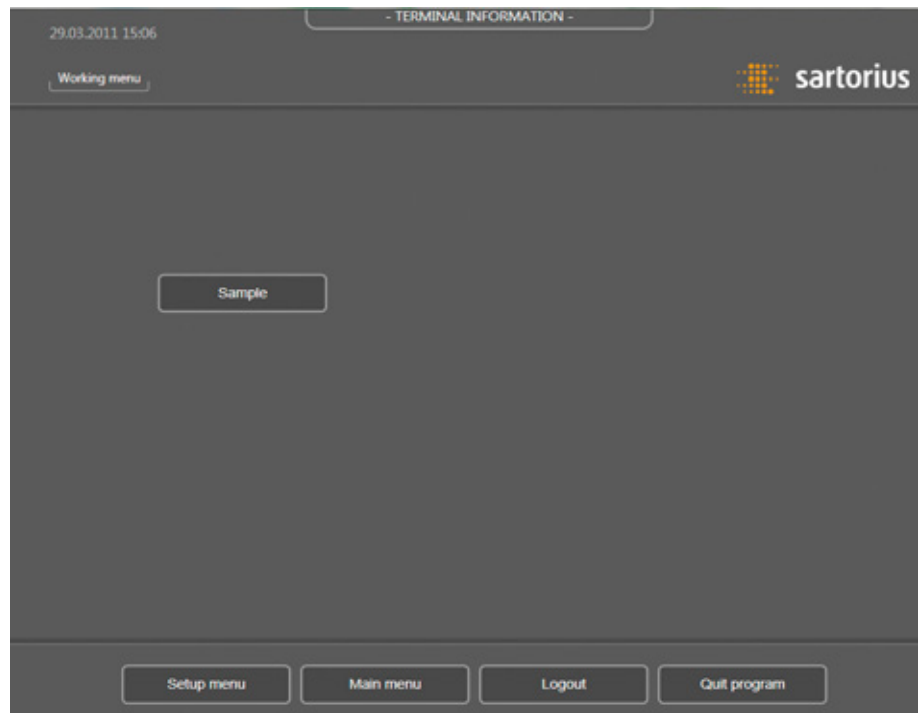 - TERMINAL INFORMATION -
29.03.2011 15:06
Working menu
sartorius
Sample
Setup menu
Main menu
Logout
Quit program